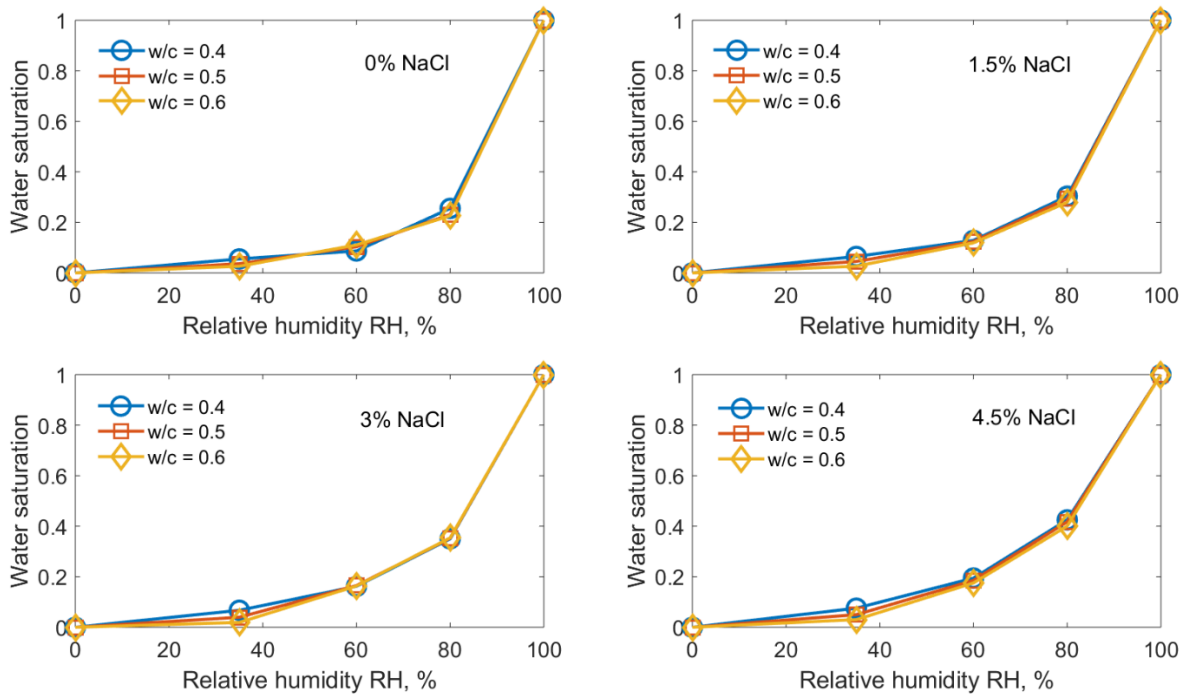 1
0.8
0.6
0.4
0.2
0
Water saturation
w/c = 0.4
w/c = 0.5
w/c = 0.6
0% NaCl
0 20 40 60 80 100
Relative humidity RH, %
1
0.8
0.6
0.4
0.2
0
Water saturation
w/c = 0.4
w/c = 0.5
w/c = 0.6
1.5% NaCl
0 20 40 60 80 100
Relative humidity RH, %
1
0.8
0.6
0.4
0.2
0
Water saturation
w/c = 0.4
w/c = 0.5
w/c = 0.6
3% NaCl
0 20 40 60 80 100
Relative humidity RH, %
1
0.8
0.6
0.4
0.2
0
Water saturation
w/c = 0.4
w/c = 0.5
w/c = 0.6
4.5% NaCl
0 20 40 60 80 100
Relative humidity RH, %